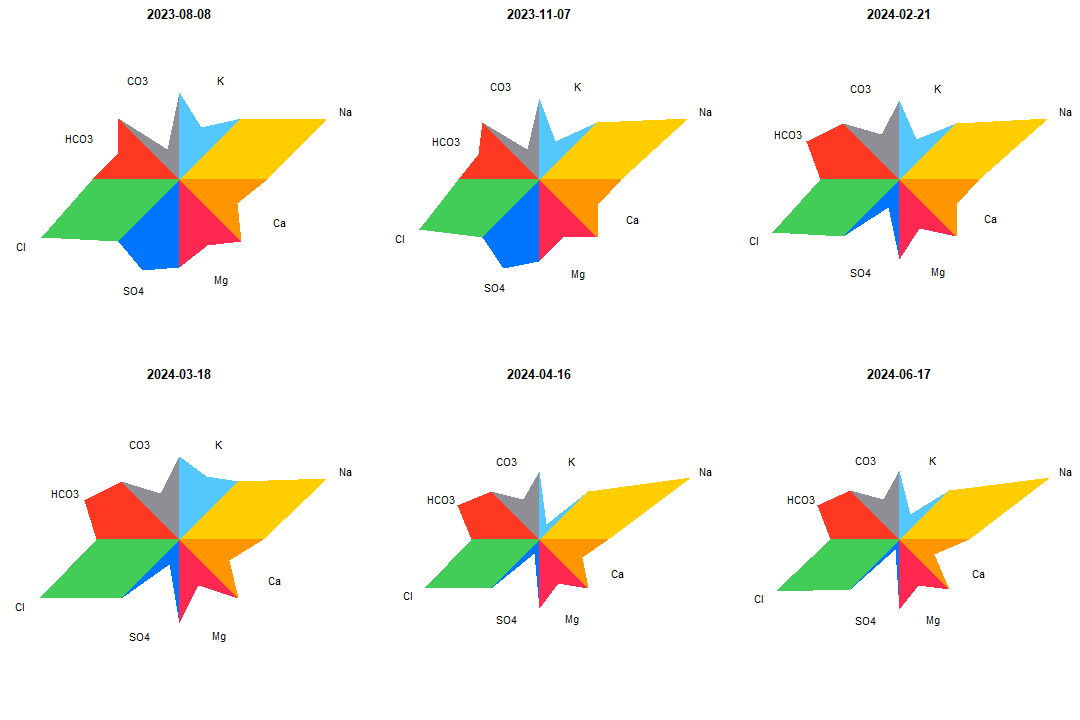 2023-08-08
CO3 K
Na
HCO3
Ca
Cl
Mg
SO4
2023-11-07
CO3 K
Na
HCO3
Ca
Cl
Mg
SO4
2024-02-21
CO3 K
Na
HCO3
Ca
Cl
SO4 Mg
2024-03-18
CO3 K
Na
HCO3
Ca
Cl
SO4 Mg
2024-04-16
CO3 K
Na
HCO3
Ca
Cl
SO4 Mg
2024-06-17
CO3 K
Na
HCO3
Ca
Cl
SO4 Mg